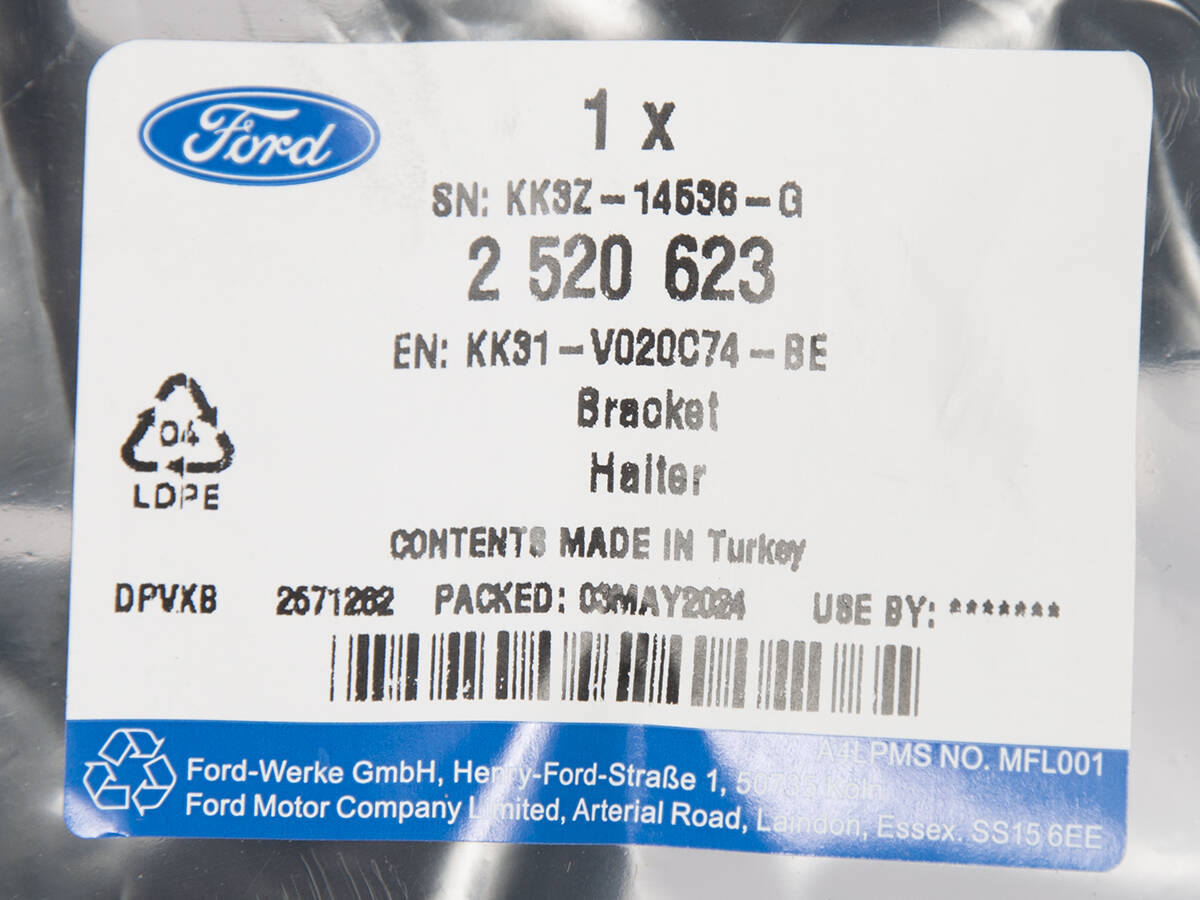 Ford
1 x
SN: KK3Z-14536-G
2 520 623
EN: KK31-V020C74-BE
Bracket
Halter
04
LDPE
CONTENTS MADE IN Turkey
DPVXB 2571262 PACKED: 03MAY2024 USE BY: *******
A4LPMS NO. MFL001
Ford-Werke GmbH, Henry-Ford-Straße 1, 50735 Köln
Ford Motor Company Limited, Arterial Road, Laindon, Essex. SS15 6EE